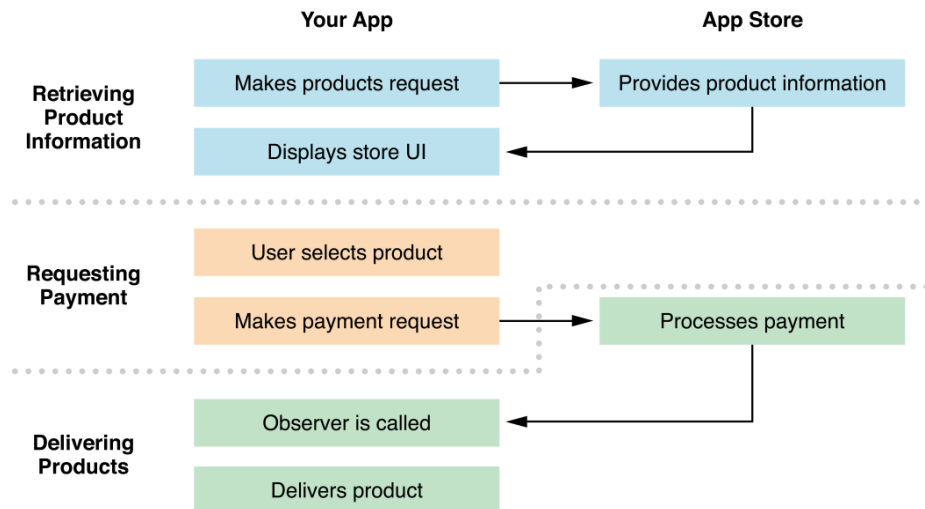 Your App
App Store
Retrieving
Product
Information
Makes products request
Provides product information
Displays store UI
Requesting
Payment
User selects product
Makes payment request
Processes payment
Delivering
Products
Observer is called
Delivers product